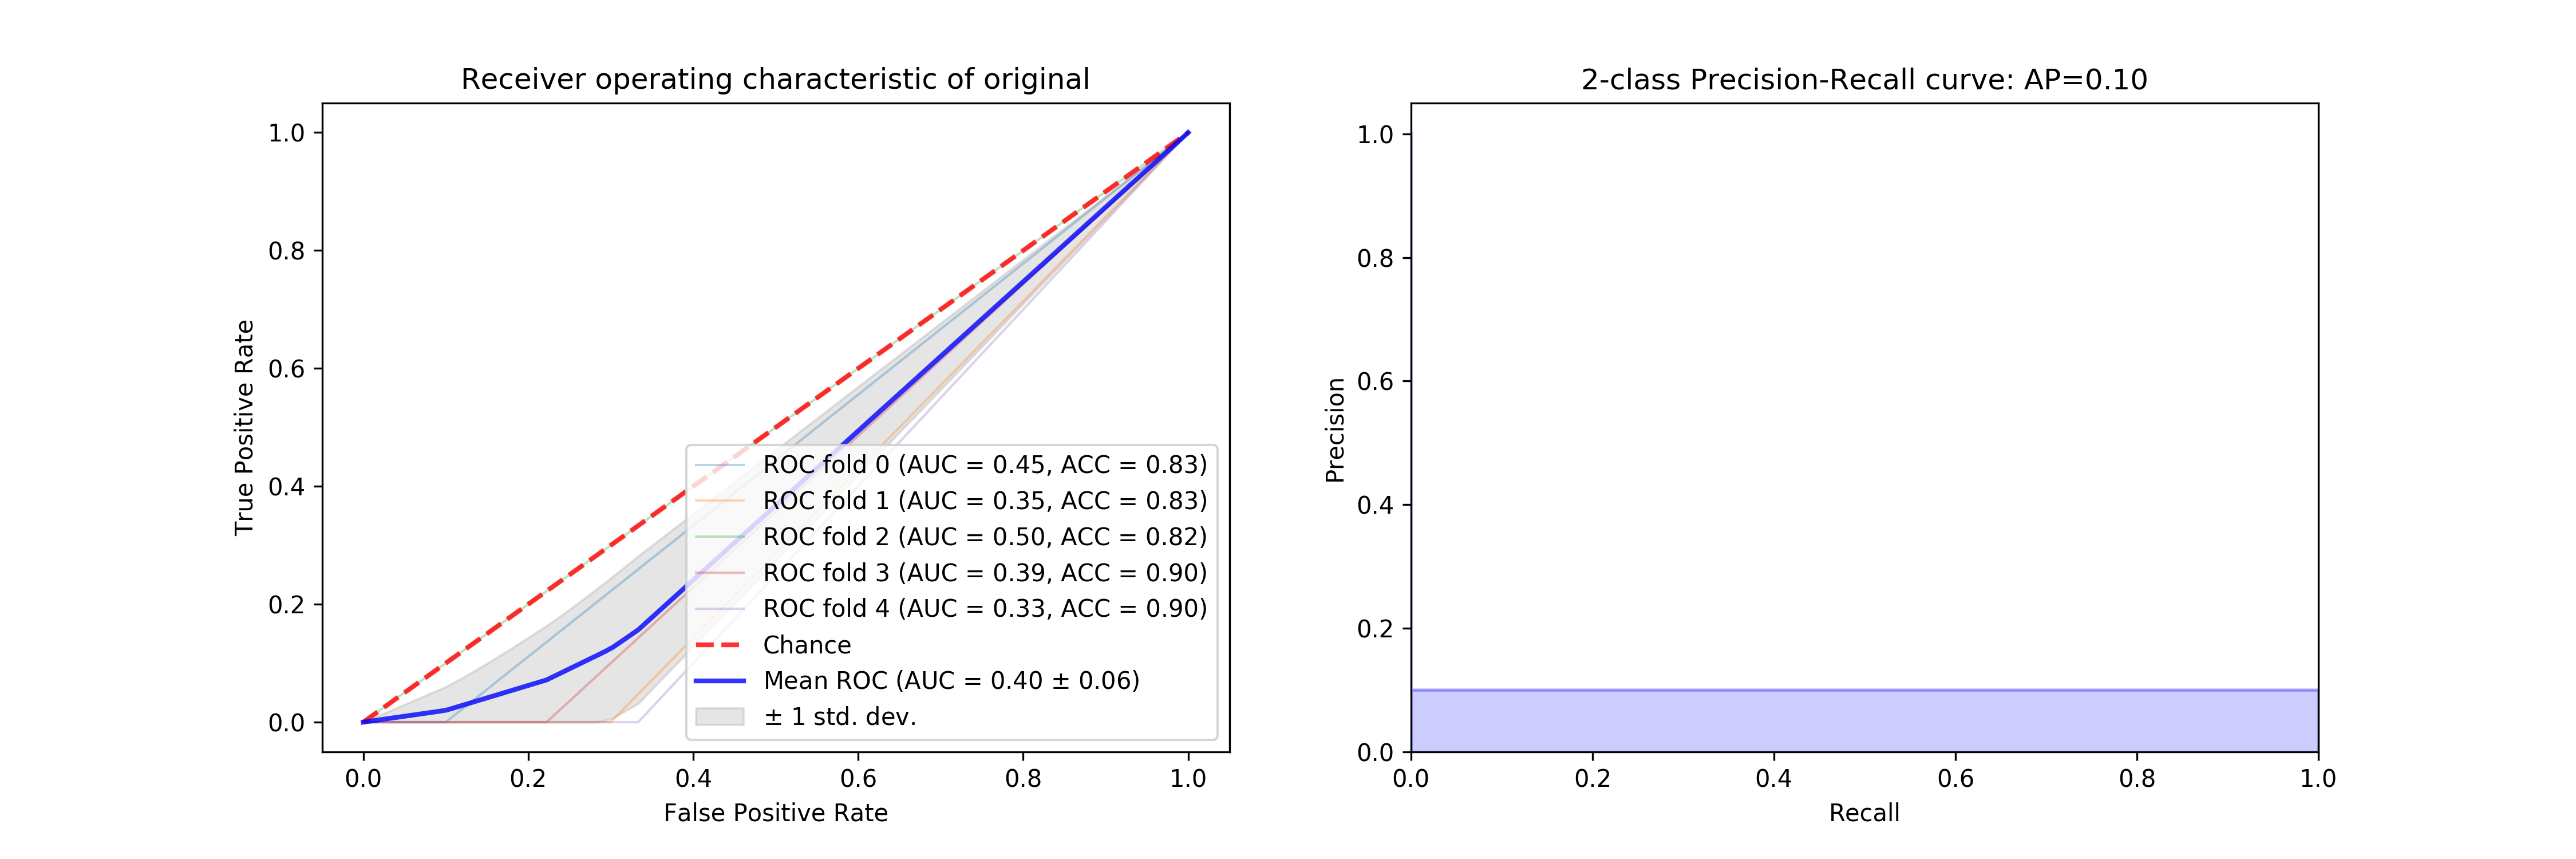 Receiver operating characteristic of original
True Positive Rate
1.0
0.8
0.6
0.4
0.2
0.0
ROC fold 0 (AUC = 0.45, ACC = 0.83)
ROC fold 1 (AUC = 0.35, ACC = 0.83)
ROC fold 2 (AUC = 0.50, ACC = 0.82)
ROC fold 3 (AUC = 0.39, ACC = 0.90)
ROC fold 4 (AUC = 0.33, ACC = 0.90)
Chance
Mean ROC (AUC = 0.40 ± 0.06)
± 1 std. dev.
0.0 0.2 0.4 0.6 0.8 1.0
False Positive Rate
2-class Precision-Recall curve: AP=0.10
Precision
1.0
0.8
0.6
0.4
0.2
0.0
0.0 0.2 0.4 0.6 0.8 1.0
Recall